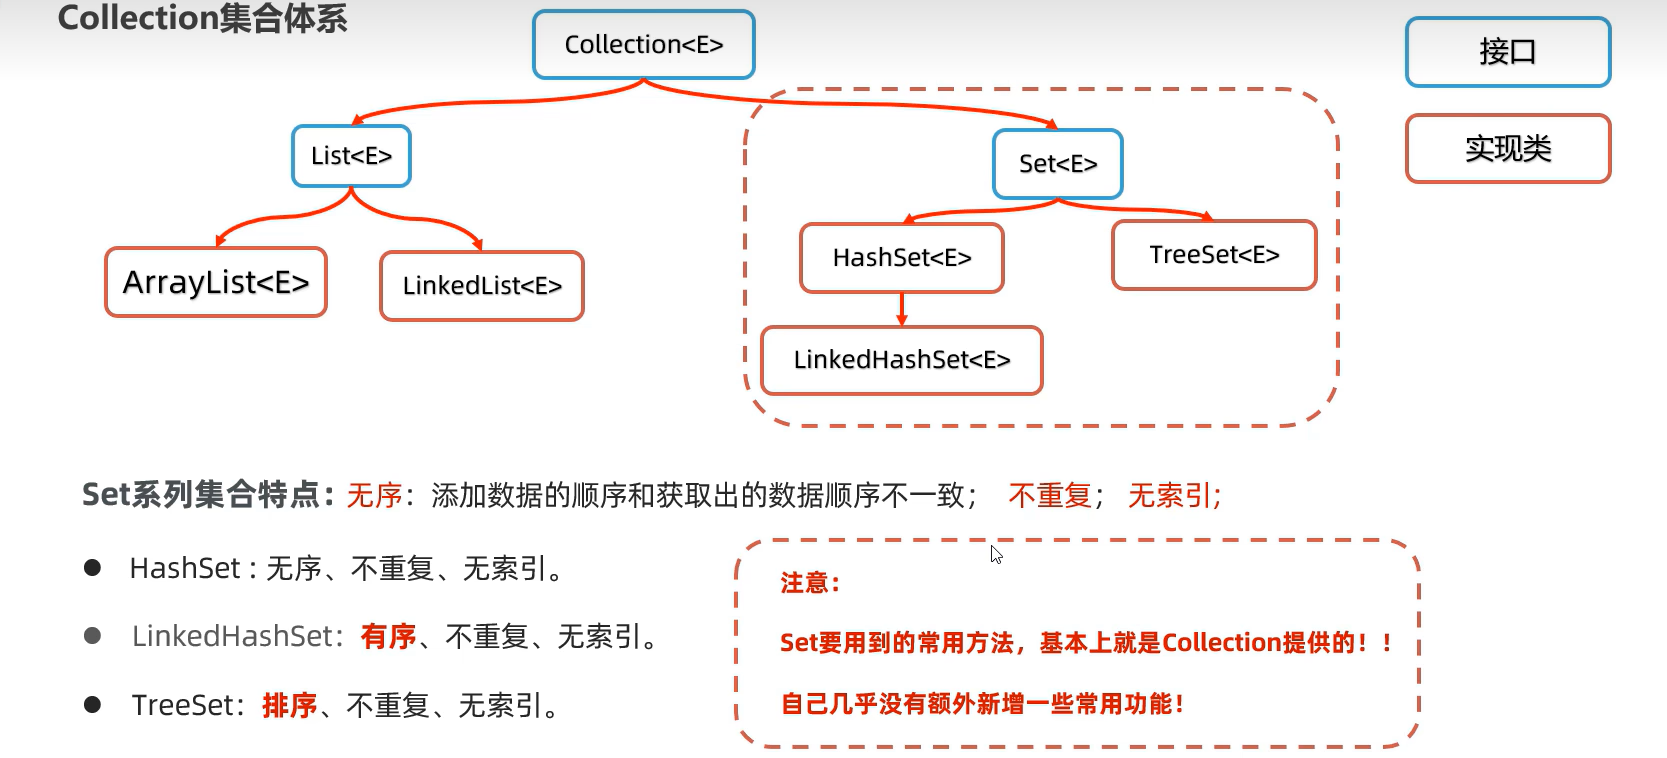 Collection集合体系
Collection<E>
接口
List<E>
Set<E>
实现类
ArrayList<E>
LinkedList<E>
HashSet<E>
TreeSet<E>
LinkedHashSet<E>
Set系列集合特点：无序：添加数据的顺序和获取出的数据顺序不一致； 不重复； 无索引；
● HashSet : 无序、不重复、无索引。
● LinkedHashSet：有序、不重复、无索引。
● TreeSet：排序、不重复、无索引。
注意：
Set要用到的常用方法，基本上就是Collection提供的！！
自己几乎没有额外新增一些常用功能！